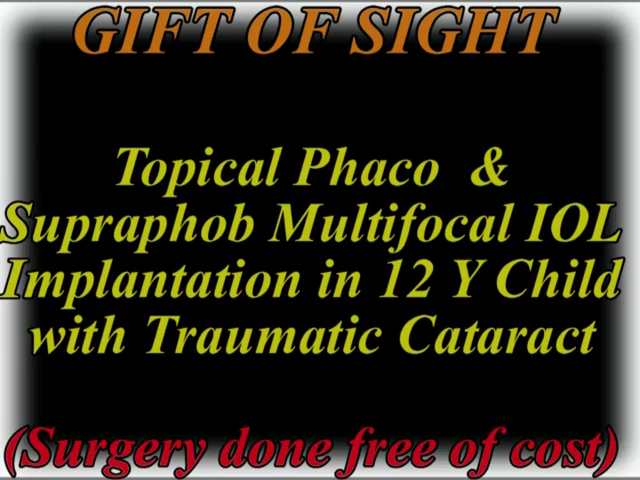 GIFT OF SIGHT
Topical Phaco &
Supraphob Multifocal IOL
Implantation in 12 Y Child
with Traumatic Cataract
(Surgery done free of cost)